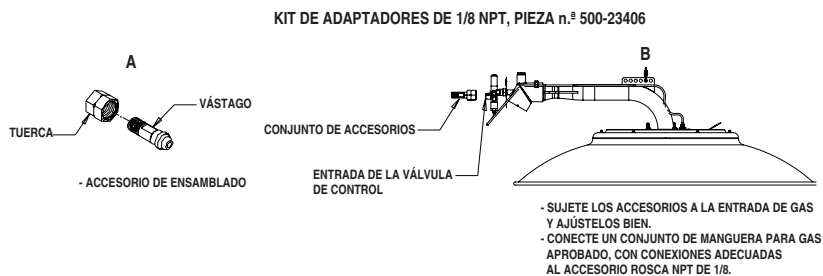 KIT DE ADAPTADORES DE 1/8 NPT, PIEZA n.º 500-23406
A
B
TUERCA
VÁSTAGO
CONJUNTO DE ACCESORIOS
ENTRADA DE LA VÁLVULA
DE CONTROL
- ACCESORIO DE ENSAMBLADO
- SUJETE LOS ACCESORIOS A LA ENTRADA DE GAS
Y AJÚSTELOS BIEN.
- CONECTE UN CONJUNTO DE MANGUERA PARA GAS
APROBADO, CON CONEXIONES ADECUADAS
AL ACCESORIO ROSCA NPT DE 1/8.